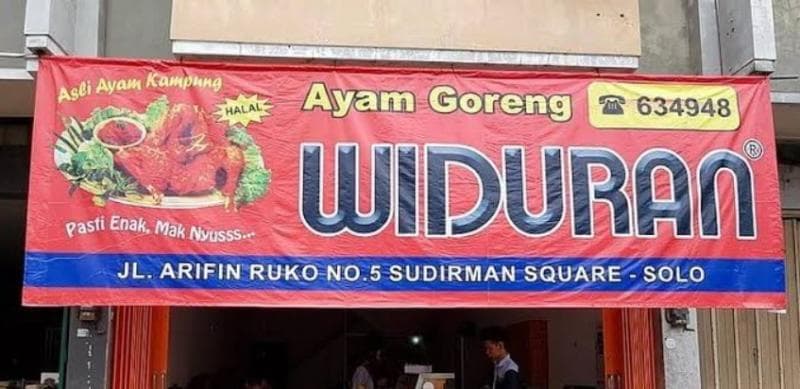 Asli Ayam Kampung
HALAL
Pasti Enak, Mak Nyusss...
Ayam Goreng
☎ 634948
WIDURAN®
JL. ARIFIN RUKO NO.5 SUDIRMAN SQUARE - SOLO